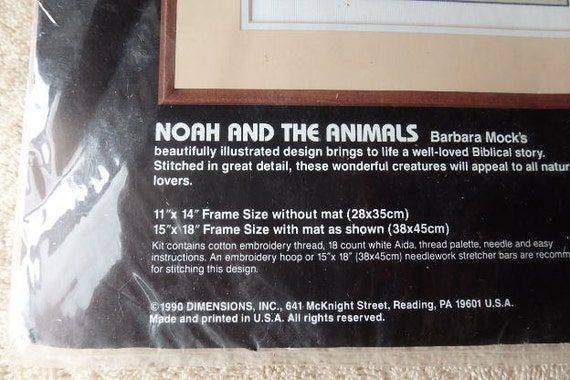 NOAH AND THE ANIMALS Barbara Mock's
beautifully illustrated design brings to life a well-loved Biblical story.
Stitched in great detail, these wonderful creatures will appeal to all natur
lovers.
11"x 14" Frame Size without mat (28x35cm)
15"x 18" Frame Size with mat as shown (38x45cm)
Kit contains cotton embroidery thread, 18 count white Aida, thread palette, needle and easy
instructions. An embroidery hoop or 15"x 18" (38x45cm) needlework stretcher bars are recomm
for stitching this design.
©1990 DIMENSIONS, INC., 641 McKnight Street, Reading, PA 19601 U.S.A.
Made and printed in U.S.A. All rights reserved.